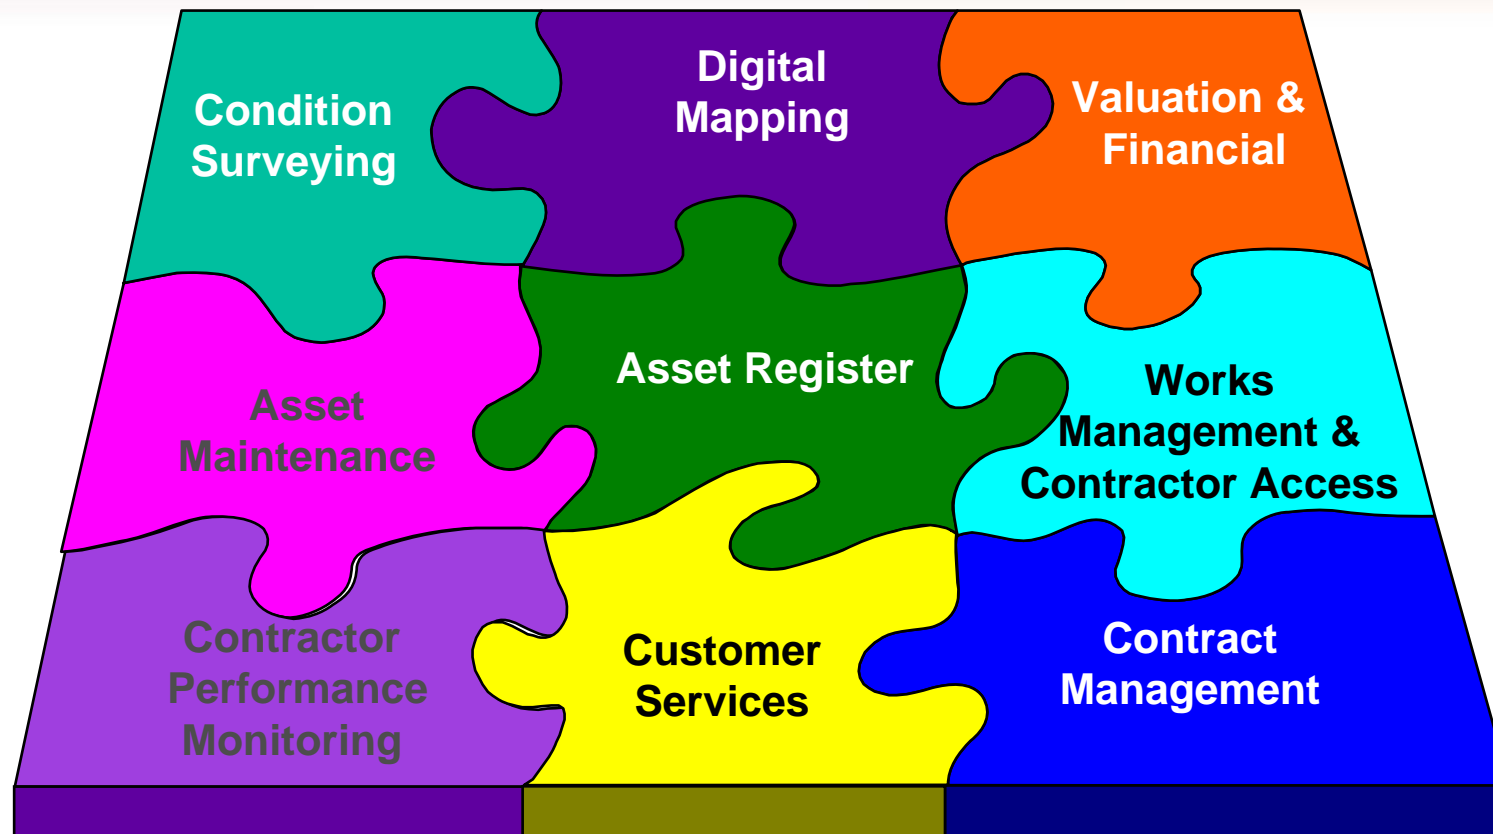 Condition
Surveying
Digital
Mapping
Valuation &
Financial
Asset
Maintenance
Asset Register
Works
Management &
Contractor Access
Contractor
Performance
Monitoring
Customer
Services
Contract
Management